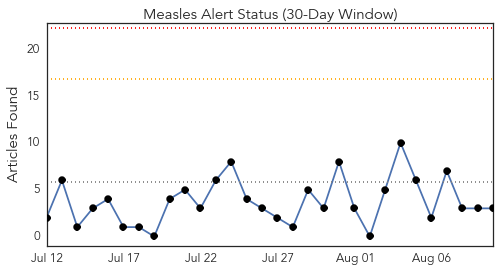 Measles Alert Status (30-Day Window)
Articles Found
20
15
10
5
0
Jul 12 Jul 17 Jul 22 Jul 27 Aug 01 Aug 06